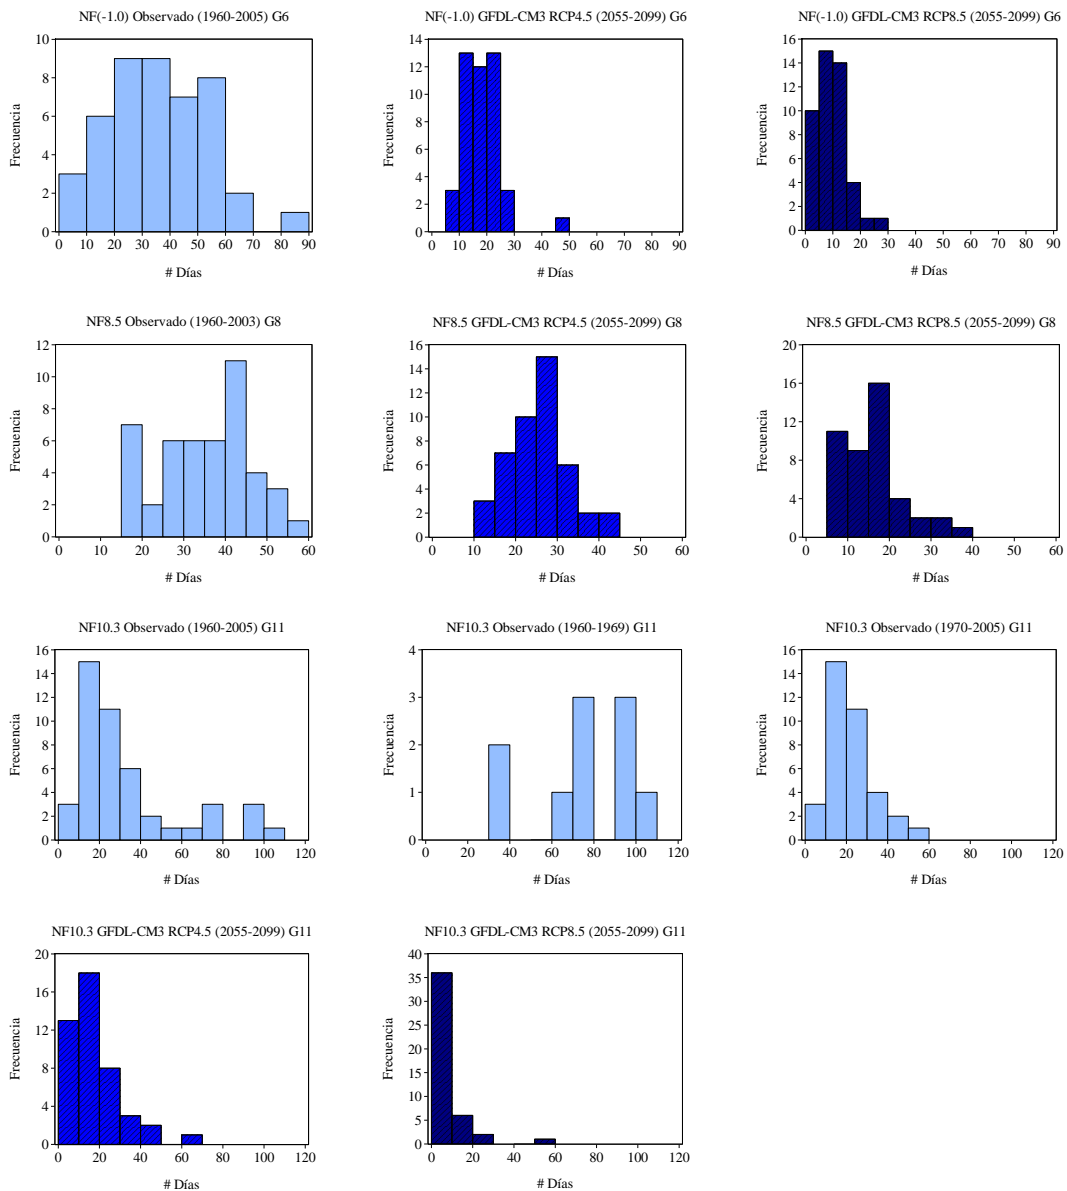 NF(-1.0) Observado (1960-2005) G6
10
8
6
4
2
0
Frecuencia
0 10 20 30 40 50 60 70 80 90
# Días
NF(-1.0) GFDL-CM3 RCP4.5 (2055-2099) G6
14
12
10
8
6
4
2
0
Frecuencia
0 10 20 30 40 50 60 70 80 90
# Días
NF(-1.0) GFDL-CM3 RCP8.5 (2055-2099) G6
16
14
12
10
8
6
4
2
0
Frecuencia
0 10 20 30 40 50 60 70 80 90
# Días
NF8.5 Observado (1960-2003) G8
12
10
8
6
4
2
0
Frecuencia
0 10 20 30 40 50 60
# Días
NF8.5 GFDL-CM3 RCP4.5 (2055-2099) G8
16
14
12
10
8
6
4
2
0
Frecuencia
0 10 20 30 40 50 60
# Días
NF8.5 GFDL-CM3 RCP8.5 (2055-2099) G8
20
16
12
8
4
0
Frecuencia
0 10 20 30 40 50 60
# Días
NF10.3 Observado (1960-2005) G11
16
14
12
10
8
6
4
2
0
Frecuencia
0 20 40 60 80 100 120
# Días
NF10.3 Observado (1960-1969) G11
4
3
2
1
0
Frecuencia
0 20 40 60 80 100 120
# Días
NF10.3 Observado (1970-2005) G11
16
14
12
10
8
6
4
2
0
Frecuencia
0 20 40 60 80 100 120
# Días
NF10.3 GFDL-CM3 RCP4.5 (2055-2099) G11
20
16
12
8
4
0
Frecuencia
0 20 40 60 80 100 120
# Días
NF10.3 GFDL-CM3 RCP8.5 (2055-2099) G11
40
35
30
25
20
15
10
5
0
Frecuencia
0 20 40 60 80 100 120
# Días